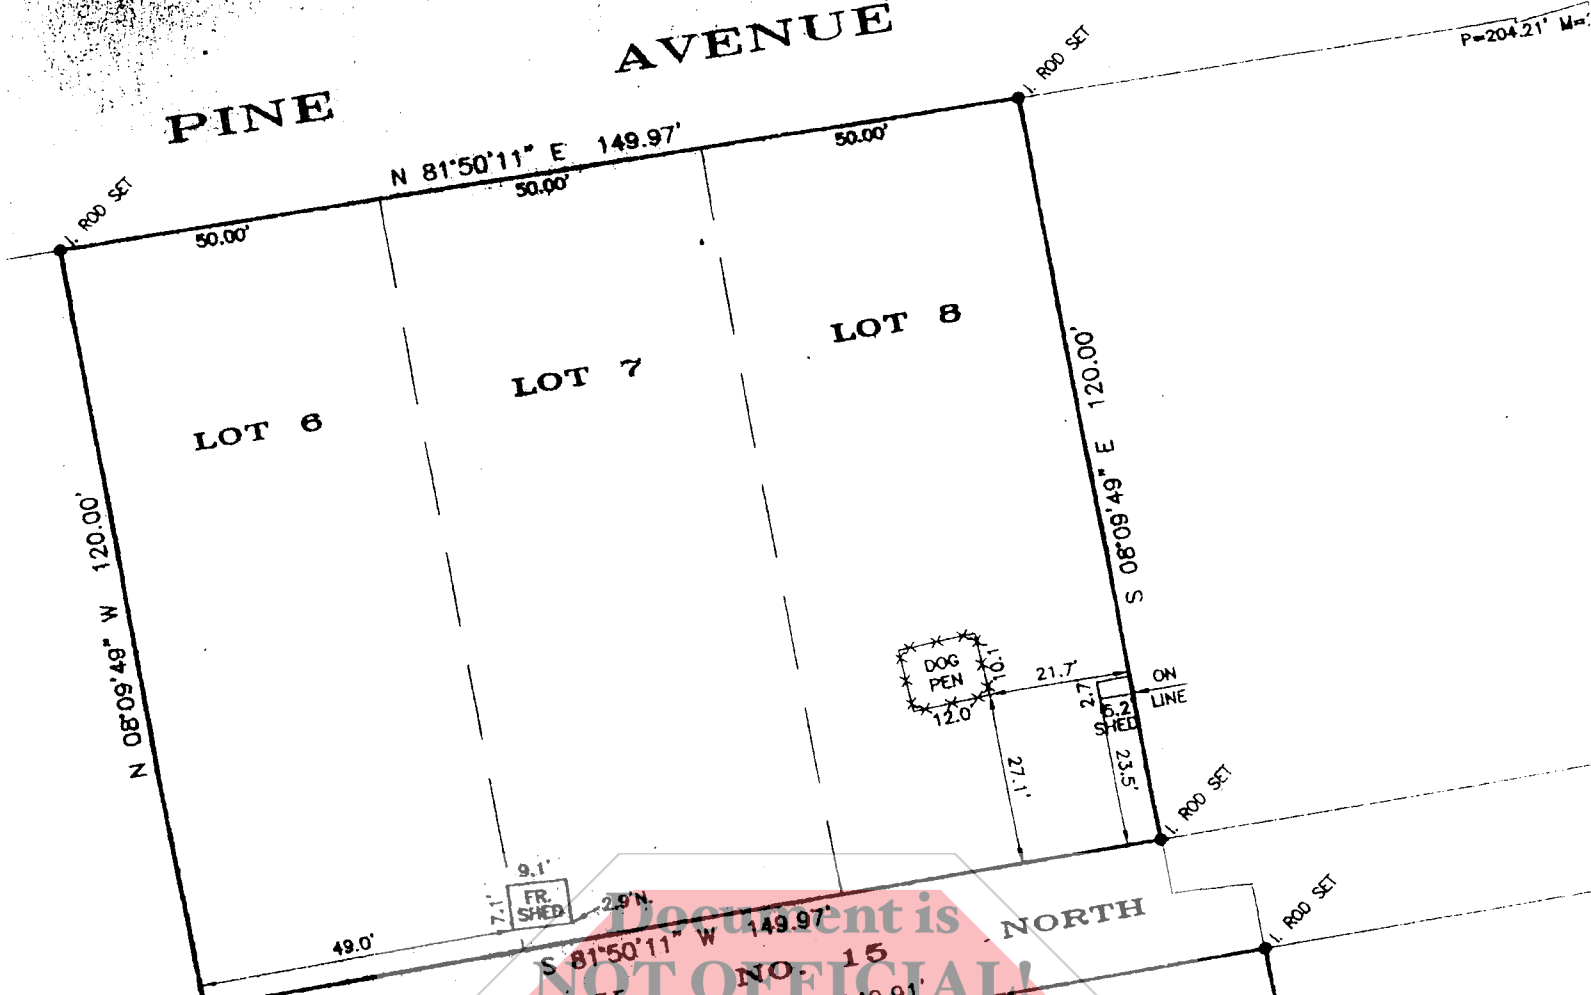 PINE AVENUE
P=204.21' M=
I. ROD SET
I. ROD SET
N 81°50'11" E 149.97'
50.00'
50.00'
50.00'
LOT 6
LOT 7
LOT 8
N 08°09'49" W 120.00'
S 08°09'49" E 120.00'
DOG
PEN
10.1'
12.0'
21.7'
27.1'
ON
LINE
2.7
5.2
SHED
23.5'
I. ROD SET
9.1'
7.1'
FR.
SHED
2.9'N.
49.0'
S 81°50'11" W 149.97'
NO. 15
NORTH
I. ROD SET
Document is
NOT OFFICIAL!